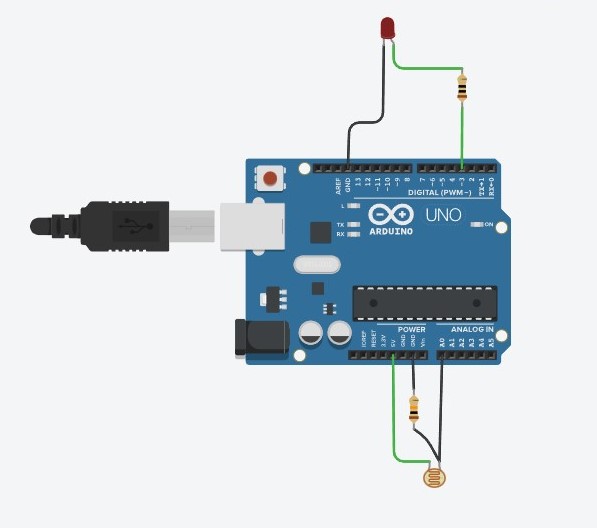 AREF
GND
13
12
~11
~10
~9
8
7
~6
~5
4
~3
2
TX→1
RX←0
DIGITAL (PWM~)
L
TX
RX
UNO
ARDUINO
ON
POWER
ANALOG IN
IOREF
RESET
3.3V
5V
GND
GND
Vin
A0
A1
A2
A3
A4
A5